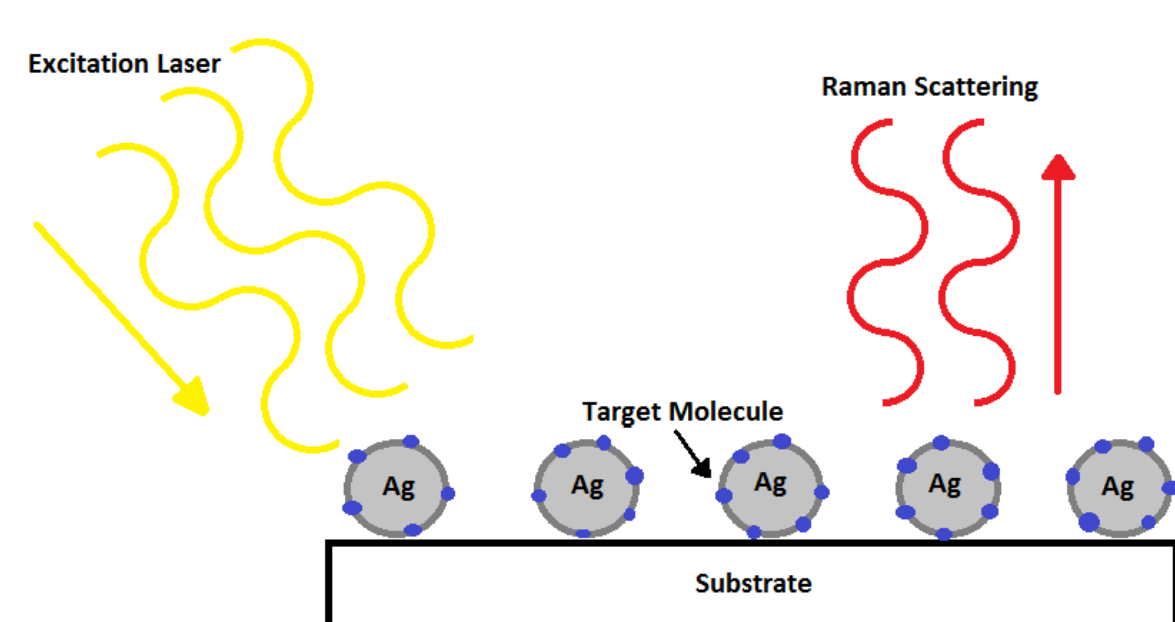 Excitation Laser
Raman Scattering
Target Molecule
Ag
Ag
Ag
Ag
Ag
Substrate